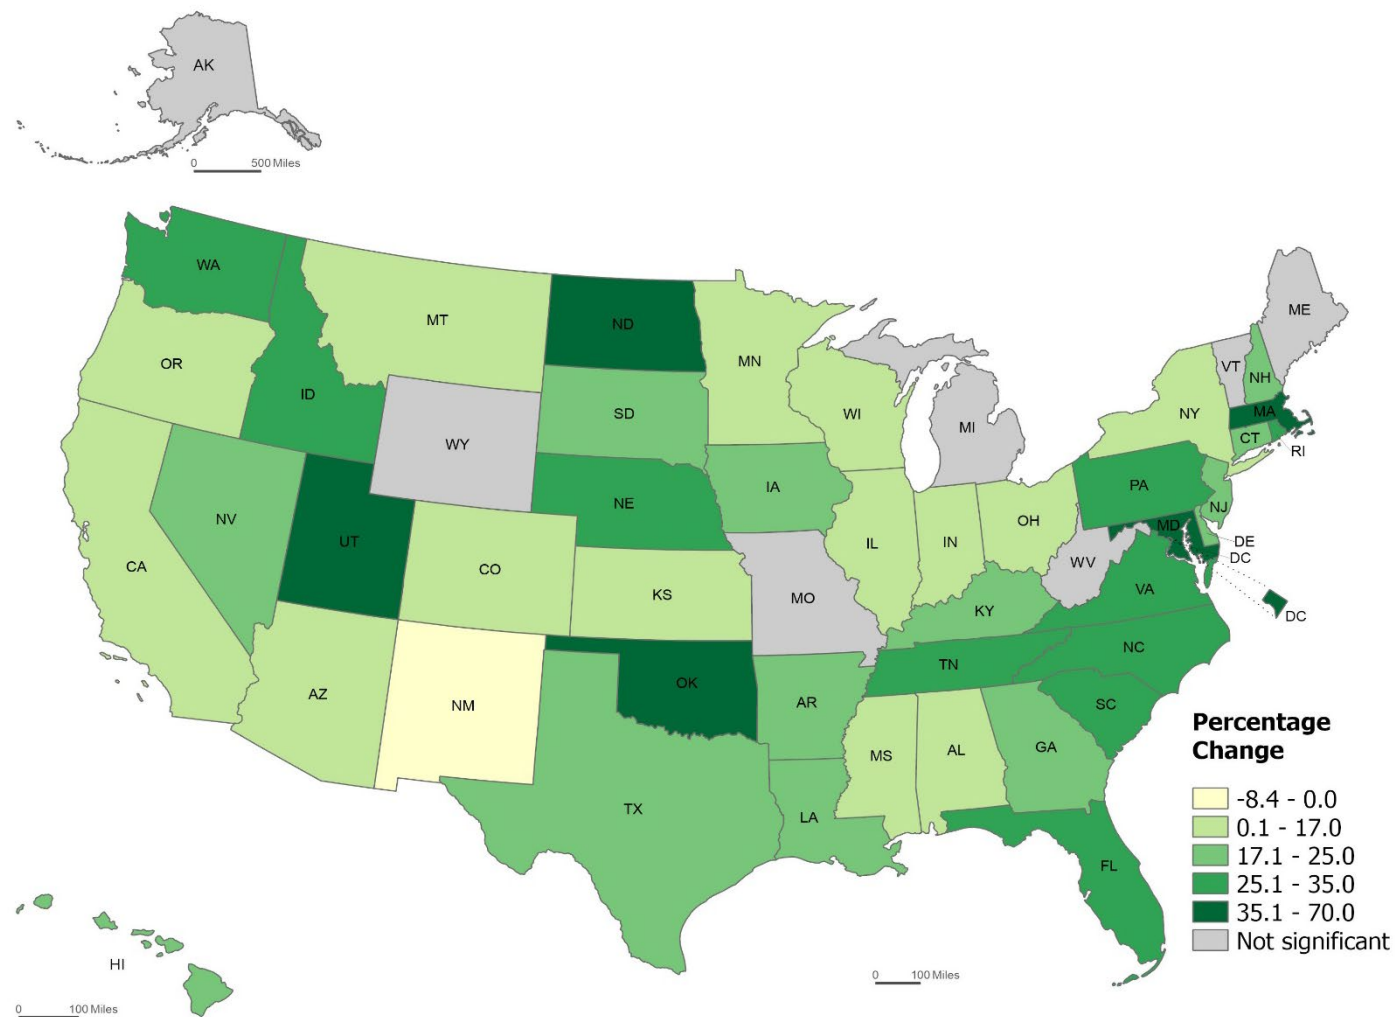 AK
0 500 Miles
WA
ME
MT
ND
VT
MN
OR
NH
ID
WI
NY
MA
SD
MI
CT
WY
RI
PA
IA
NE
NJ
NV
OH
MD
UT
IL
IN
DE
CO
DC
CA
WV
KS
VA
MO
KY
DC
NC
TN
OK
AZ
NM
AR
SC
Percentage
Change
MS
AL
GA
-8.4 - 0.0
TX
LA
0.1 - 17.0
17.1 - 25.0
FL
25.1 - 35.0
35.1 - 70.0
Not significant
HI
0 100 Miles
0 100 Miles